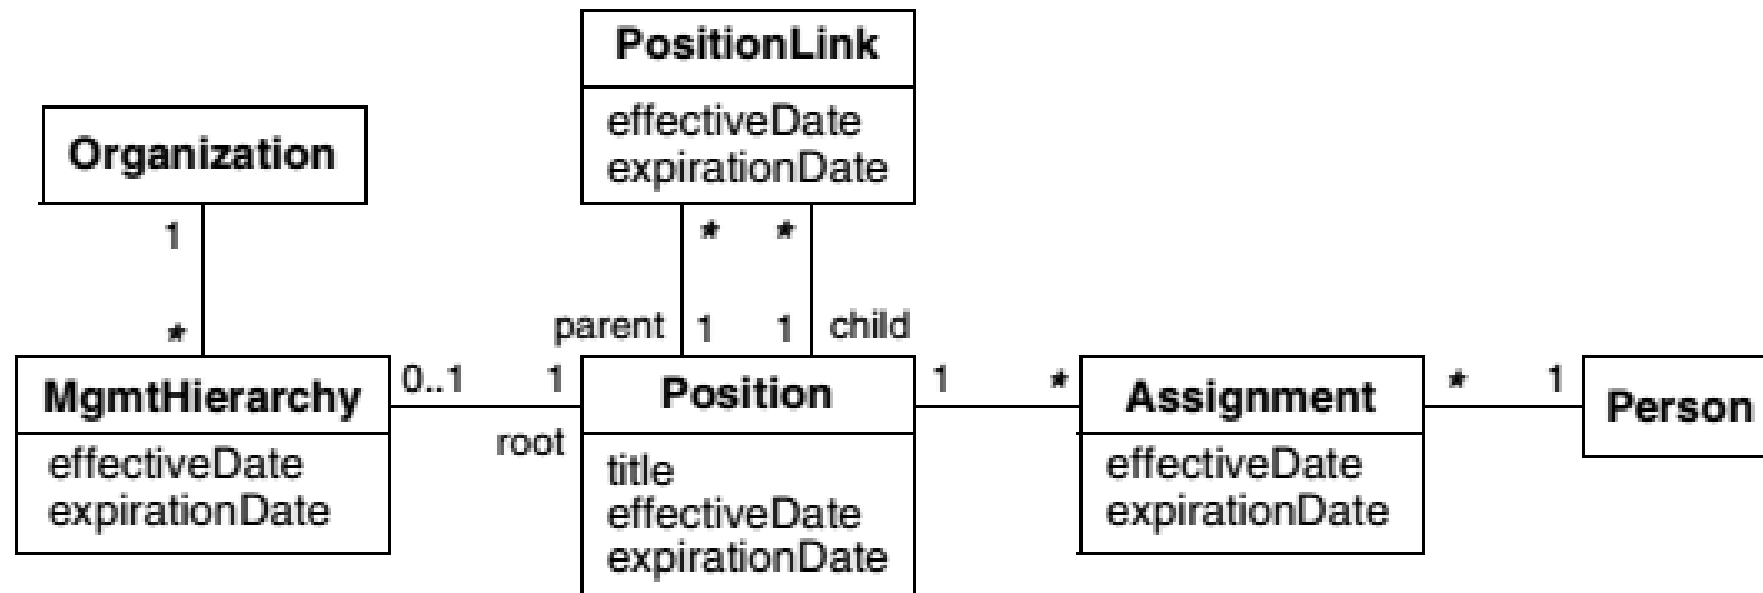 PositionLink
effectiveDate
expirationDate
Organization
1
*
* *
parent 1 1 child
MgmtHierarchy
effectiveDate
expirationDate
0..1 1
root
Position
title
effectiveDate
expirationDate
1 *
Assignment
effectiveDate
expirationDate
* 1
Person